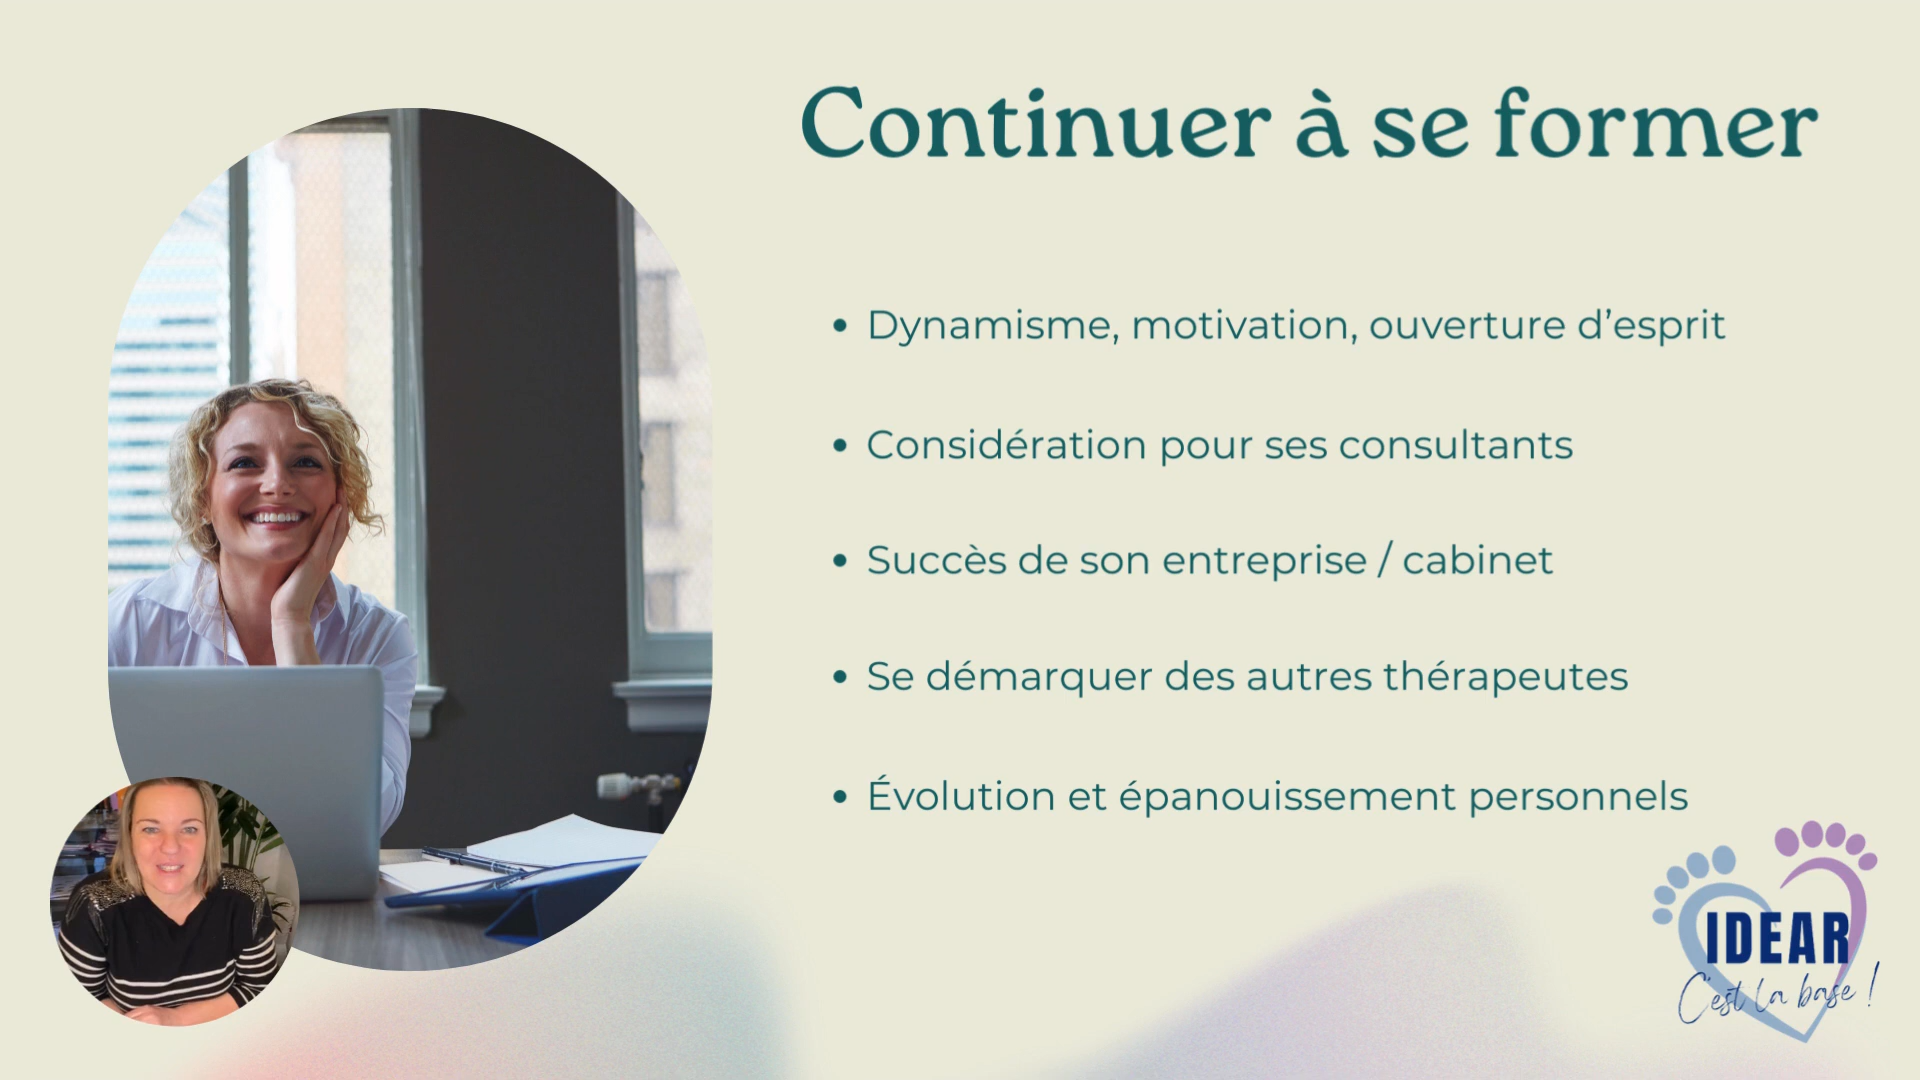 Continuer à se former
• Dynamisme, motivation, ouverture d’esprit
• Considération pour ses consultants
• Succès de son entreprise / cabinet
• Se démarquer des autres thérapeutes
• Évolution et épanouissement personnels
IDEAR
C'est la base !